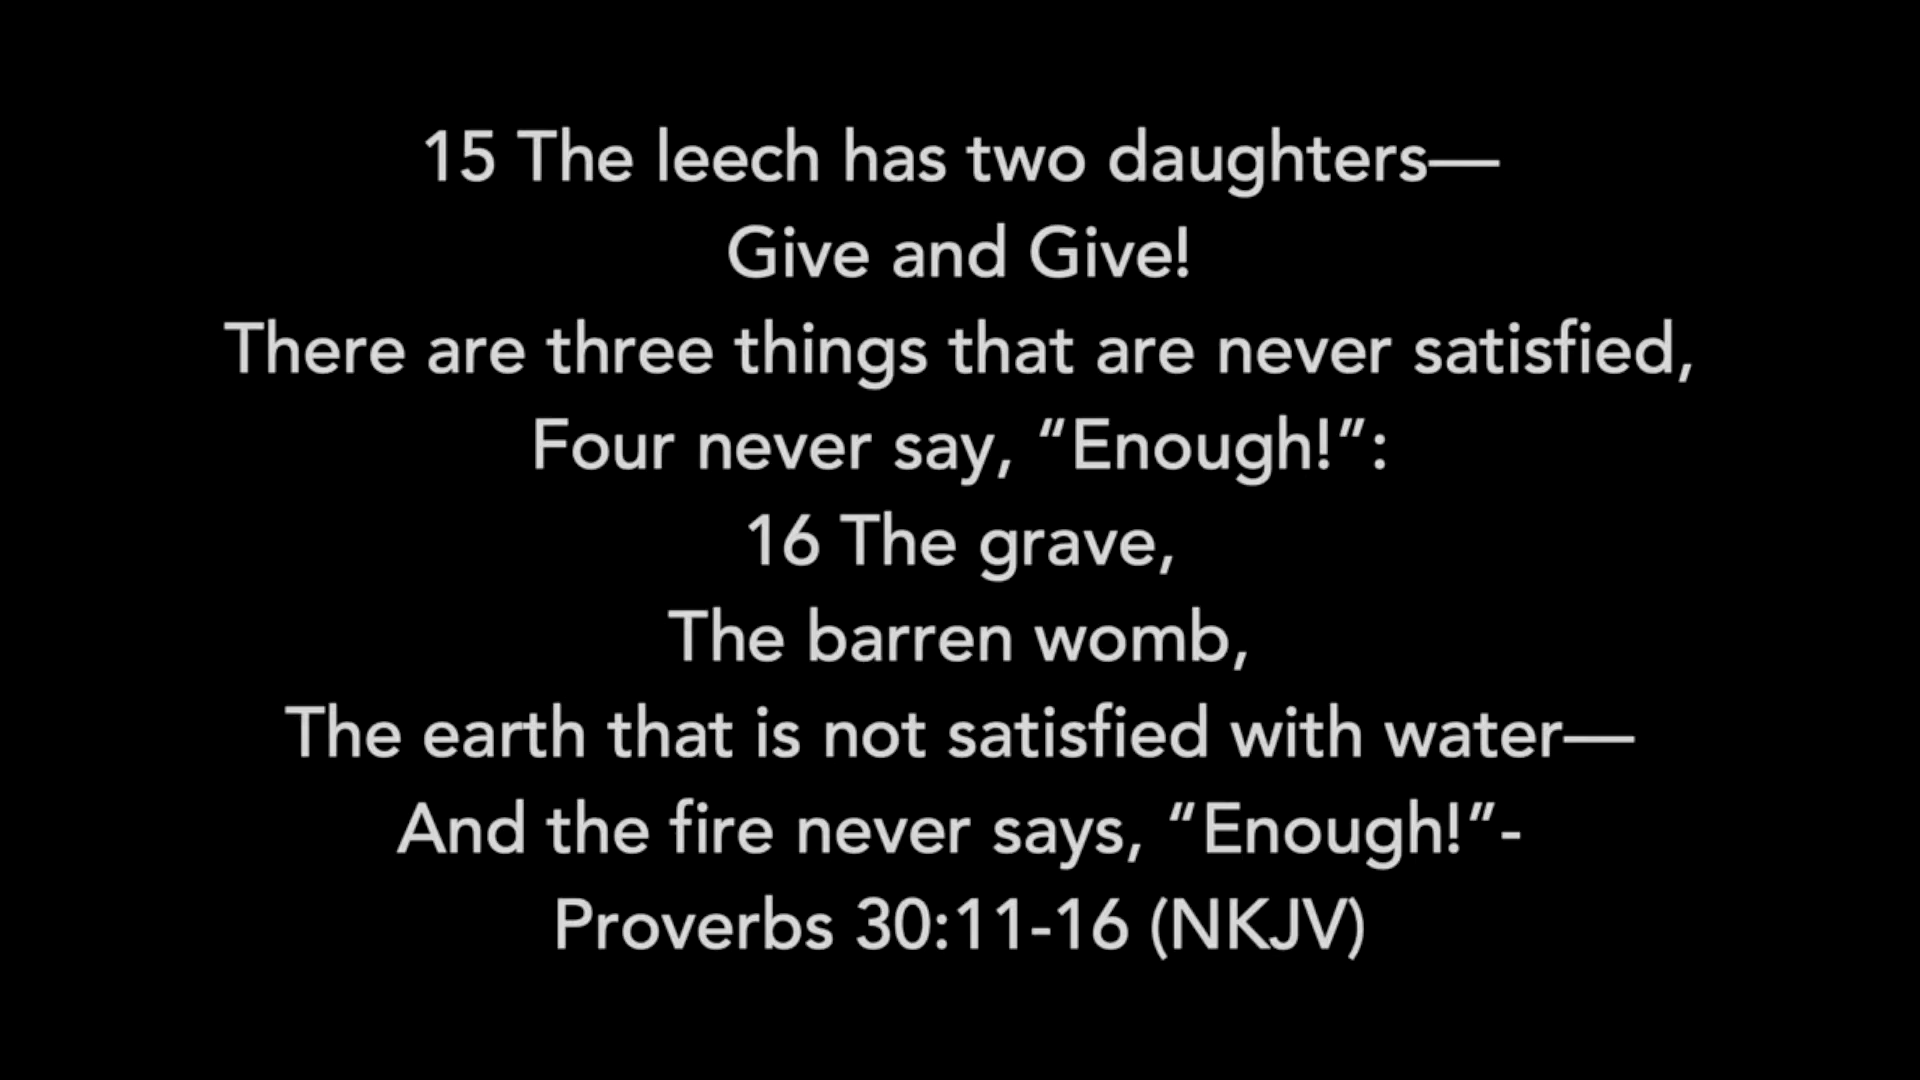 15 The leech has two daughters—
Give and Give!
There are three things that are never satisfied,
Four never say, “Enough!”:
16 The grave,
The barren womb,
The earth that is not satisfied with water—
And the fire never says, “Enough!”-
Proverbs 30:11-16 (NKJV)